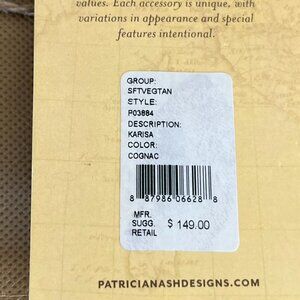 values. Each accessory is unique, with
variations in appearance and special
features intentional.
GROUP:
SFTVEGTAN
STYLE:
P03884
DESCRIPTION:
KARISA
COLOR:
COGNAC
8 87986 06628 8
MFR.
SUGG. $ 149.00
RETAIL
PATRICIANASHDESIGNS.COM